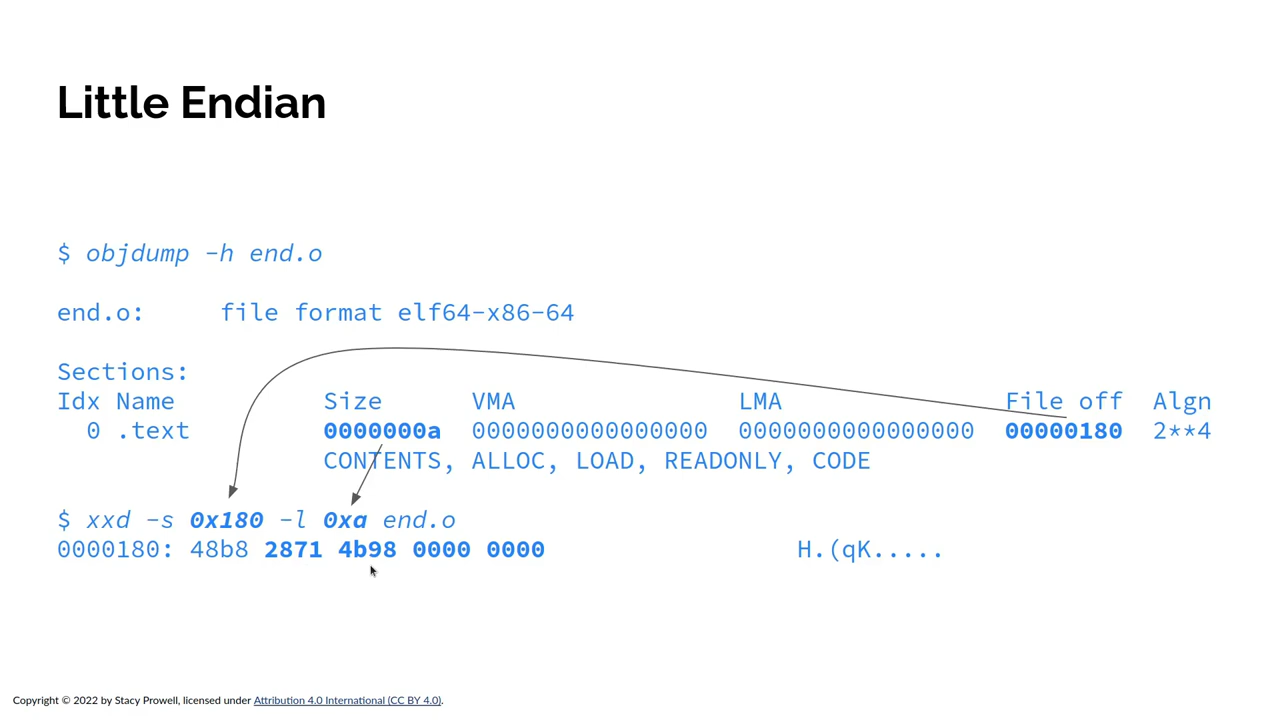 Little Endian
$ objdump -h end.o
end.o:     file format elf64-x86-64
Sections:
Idx Name          Size      VMA               LMA               File off  Algn
  0 .text         0000000a  0000000000000000  0000000000000000  00000180  2**4
                  CONTENTS, ALLOC, LOAD, READONLY, CODE
$ xxd -s 0x180 -l 0xa end.o
0000180: 48b8 2871 4b98 0000 0000                 H.(qK.....
Copyright © 2022 by Stacy Prowell, licensed under Attribution 4.0 International (CC BY 4.0).